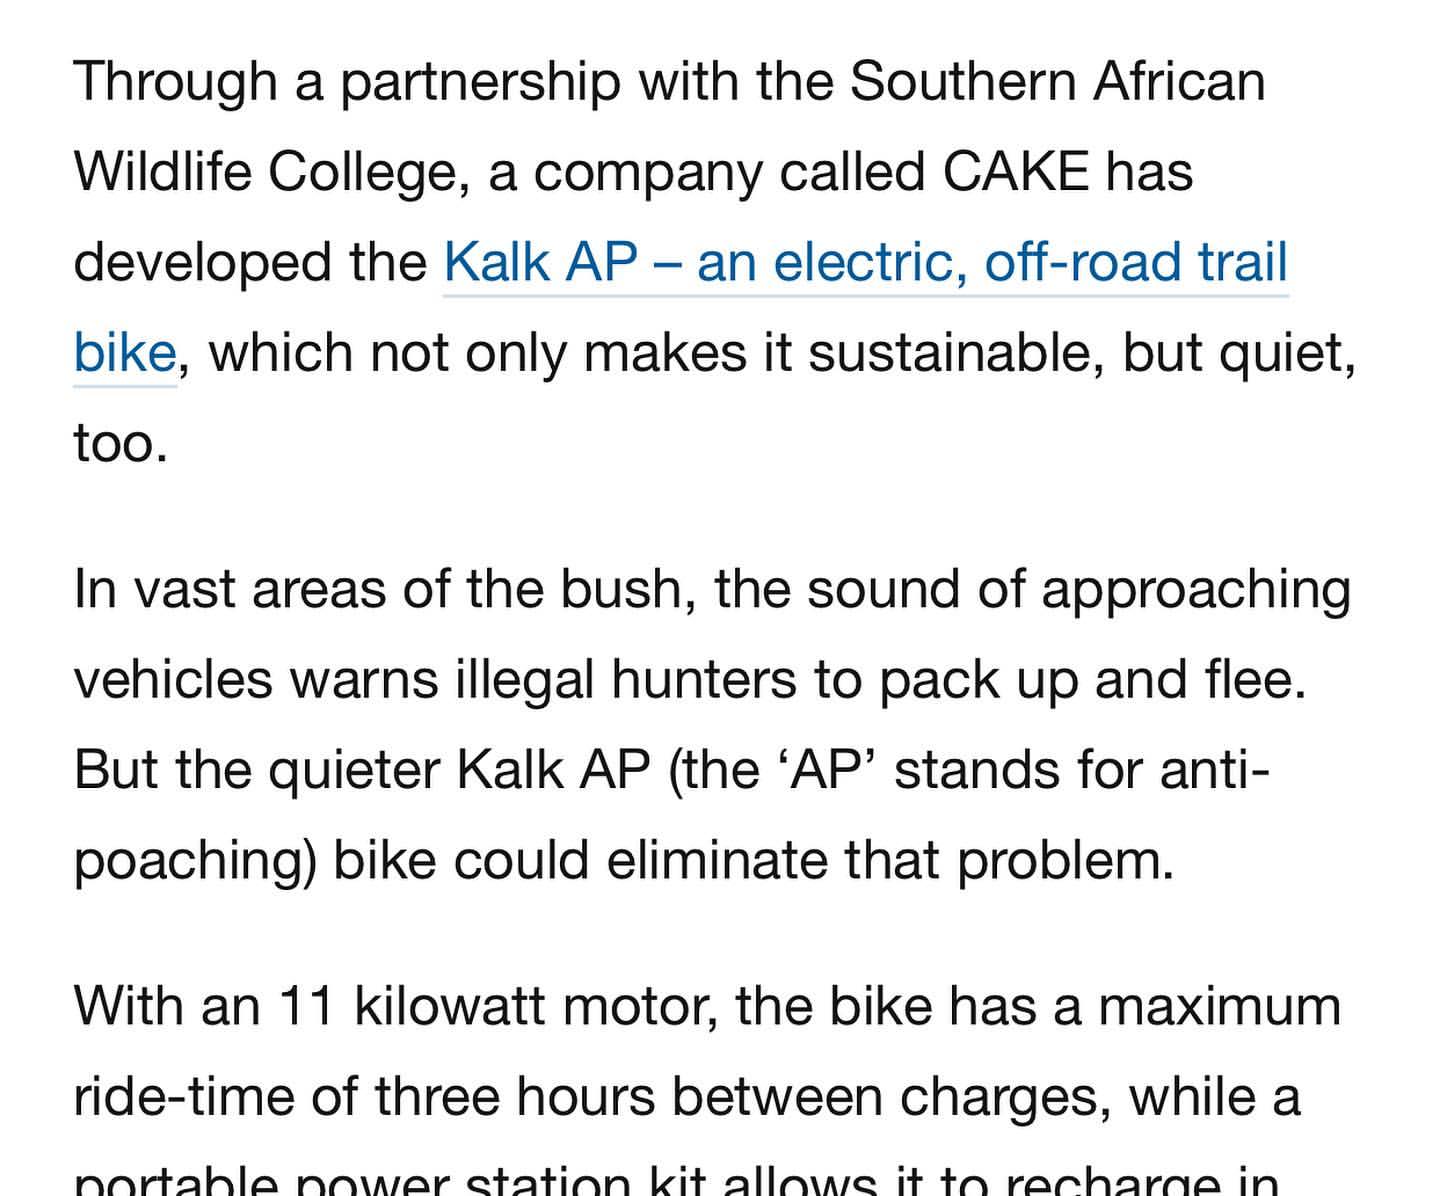 Through a partnership with the Southern African
Wildlife College, a company called CAKE has
developed the Kalk AP – an electric, off-road trail
bike, which not only makes it sustainable, but quiet,
too.
In vast areas of the bush, the sound of approaching
vehicles warns illegal hunters to pack up and flee.
But the quieter Kalk AP (the ‘AP’ stands for anti-
poaching) bike could eliminate that problem.
With an 11 kilowatt motor, the bike has a maximum
ride-time of three hours between charges, while a
portable power station kit allows it to recharge in